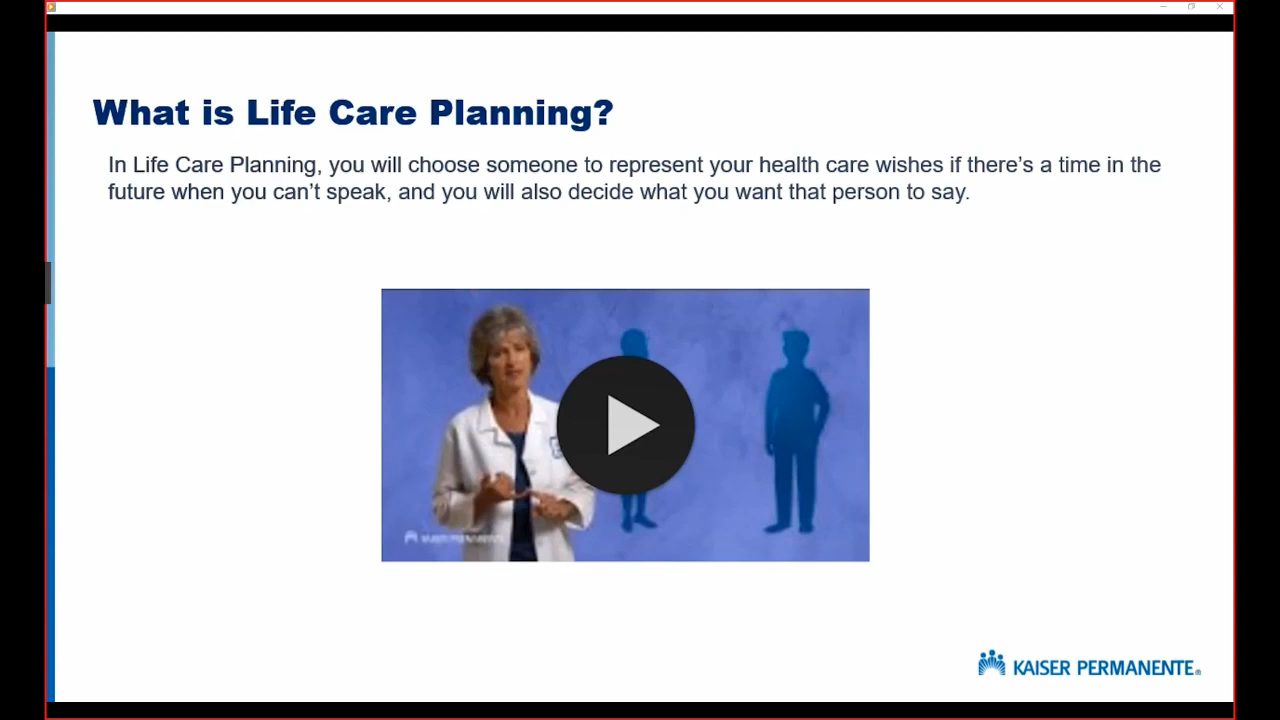 What is Life Care Planning?
In Life Care Planning, you will choose someone to represent your health care wishes if there's a time in the
future when you can't speak, and you will also decide what you want that person to say.
KAISER PERMANENTE
KAISER PERMANENTE®